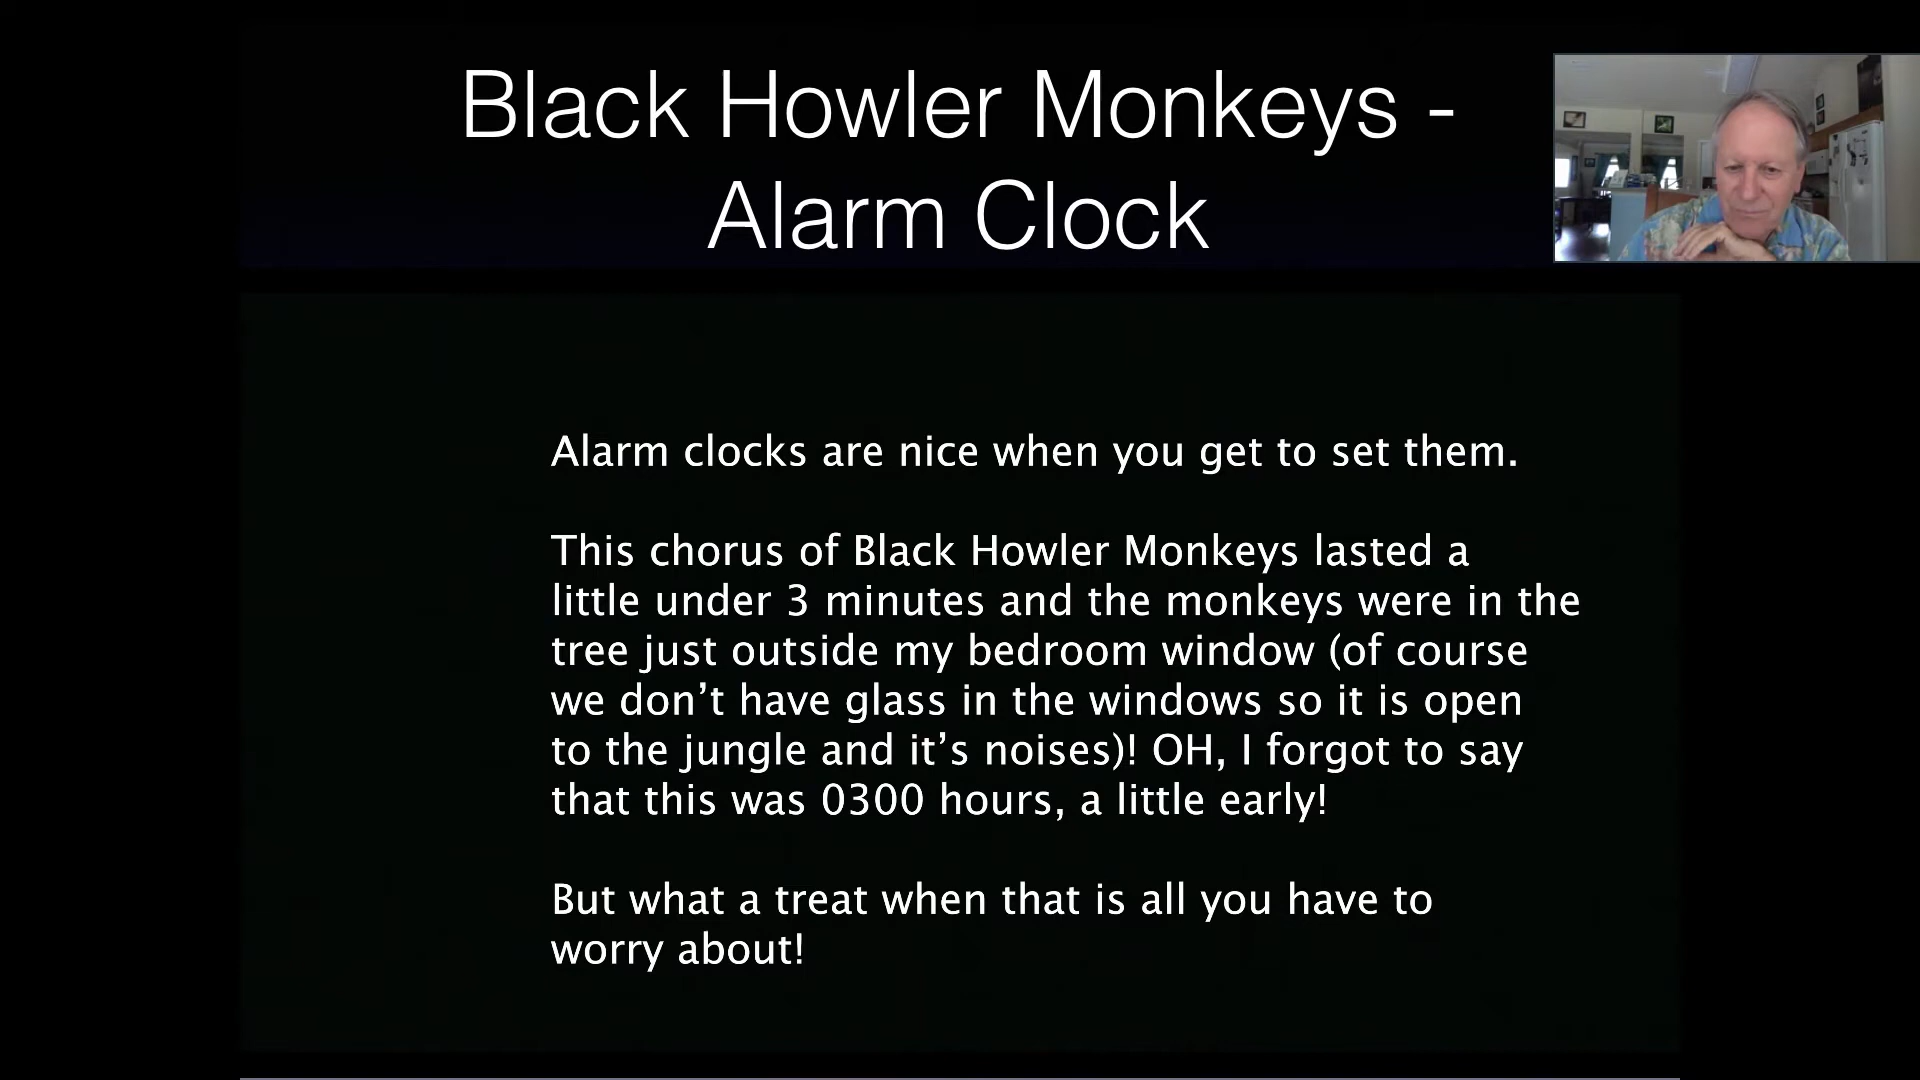 Black Howler Monkeys -
Alarm Clock
Alarm clocks are nice when you get to set them.
This chorus of Black Howler Monkeys lasted a
little under 3 minutes and the monkeys were in the
tree just outside my bedroom window (of course
we don’t have glass in the windows so it is open
to the jungle and it’s noises)! OH, I forgot to say
that this was 0300 hours, a little early!
But what a treat when that is all you have to
worry about!